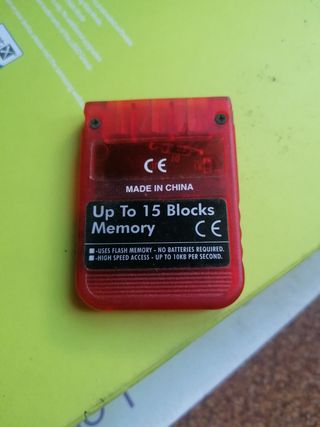 CE
MADE IN CHINA
Up To 15 Blocks
Memory CE
-USES FLASH MEMORY - NO BATTERIES REQUIRED.
-HIGH SPEED ACCESS - UP TO 10KB PER SECOND.